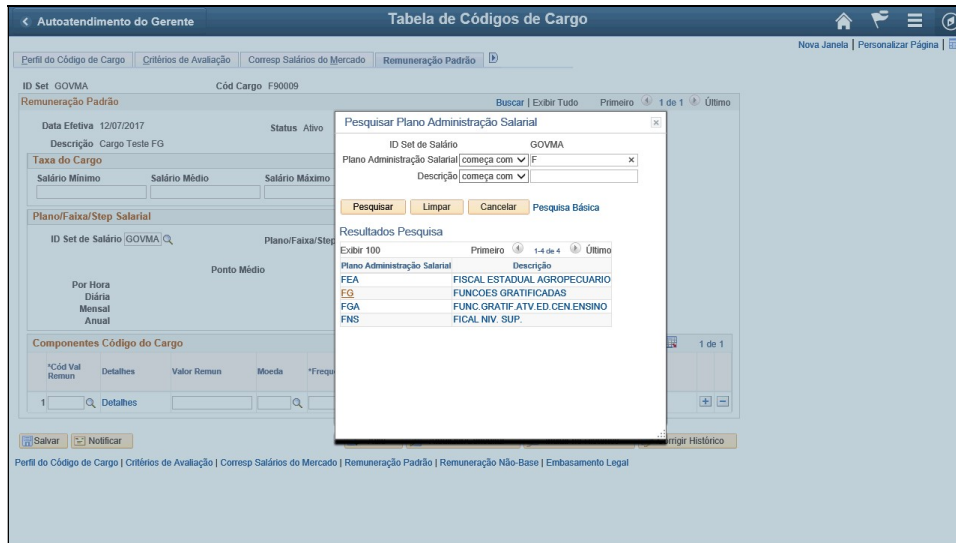 Autoatendimento do Gerente
Tabela de Códigos de Cargo
Nova Janela | Personalizar Página |
Perfil do Código de Cargo
Critérios de Avaliação
Corresp Salários do Mercado
Remuneração Padrão
ID Set GOVMA
Cód Cargo F90009
Remuneração Padrão
Buscar | Exibir Tudo
Primeiro 1 de 1 Último
Data Efetiva 12/07/2017
Status Ativo
Descrição Cargo Teste FG
Taxa do Cargo
Salário Mínimo
Salário Médio
Salário Máximo
Plano/Faixa/Step Salarial
ID Set de Salário GOVMA
Plano/Faixa/Step
Ponto Médio
Por Hora
Diária
Mensal
Anual
Componentes Código do Cargo
1 de 1
*Cód Val Remun
Detalhes
Valor Remun
Moeda
*Frequ
1
Detalhes
Salvar
Notificar
rrigir Histórico
Perfil do Código de Cargo | Critérios de Avaliação | Corresp Salários do Mercado | Remuneração Padrão | Remuneração Não-Base | Embasamento Legal
Pesquisar Plano Administração Salarial
ID Set de Salário GOVMA
Plano Administração Salarial começa com F
Descrição começa com
Pesquisar
Limpar
Cancelar
Pesquisa Básica
Resultados Pesquisa
Exibir 100
Primeiro 1-4 de 4 Último
Plano Administração Salarial Descrição
FEA FISCAL ESTADUAL AGROPECUARIO
FG FUNCOES GRATIFICADAS
FGA FUNC.GRATIF.ATV.ED.CEN.ENSINO
FNS FICAL NIV. SUP.